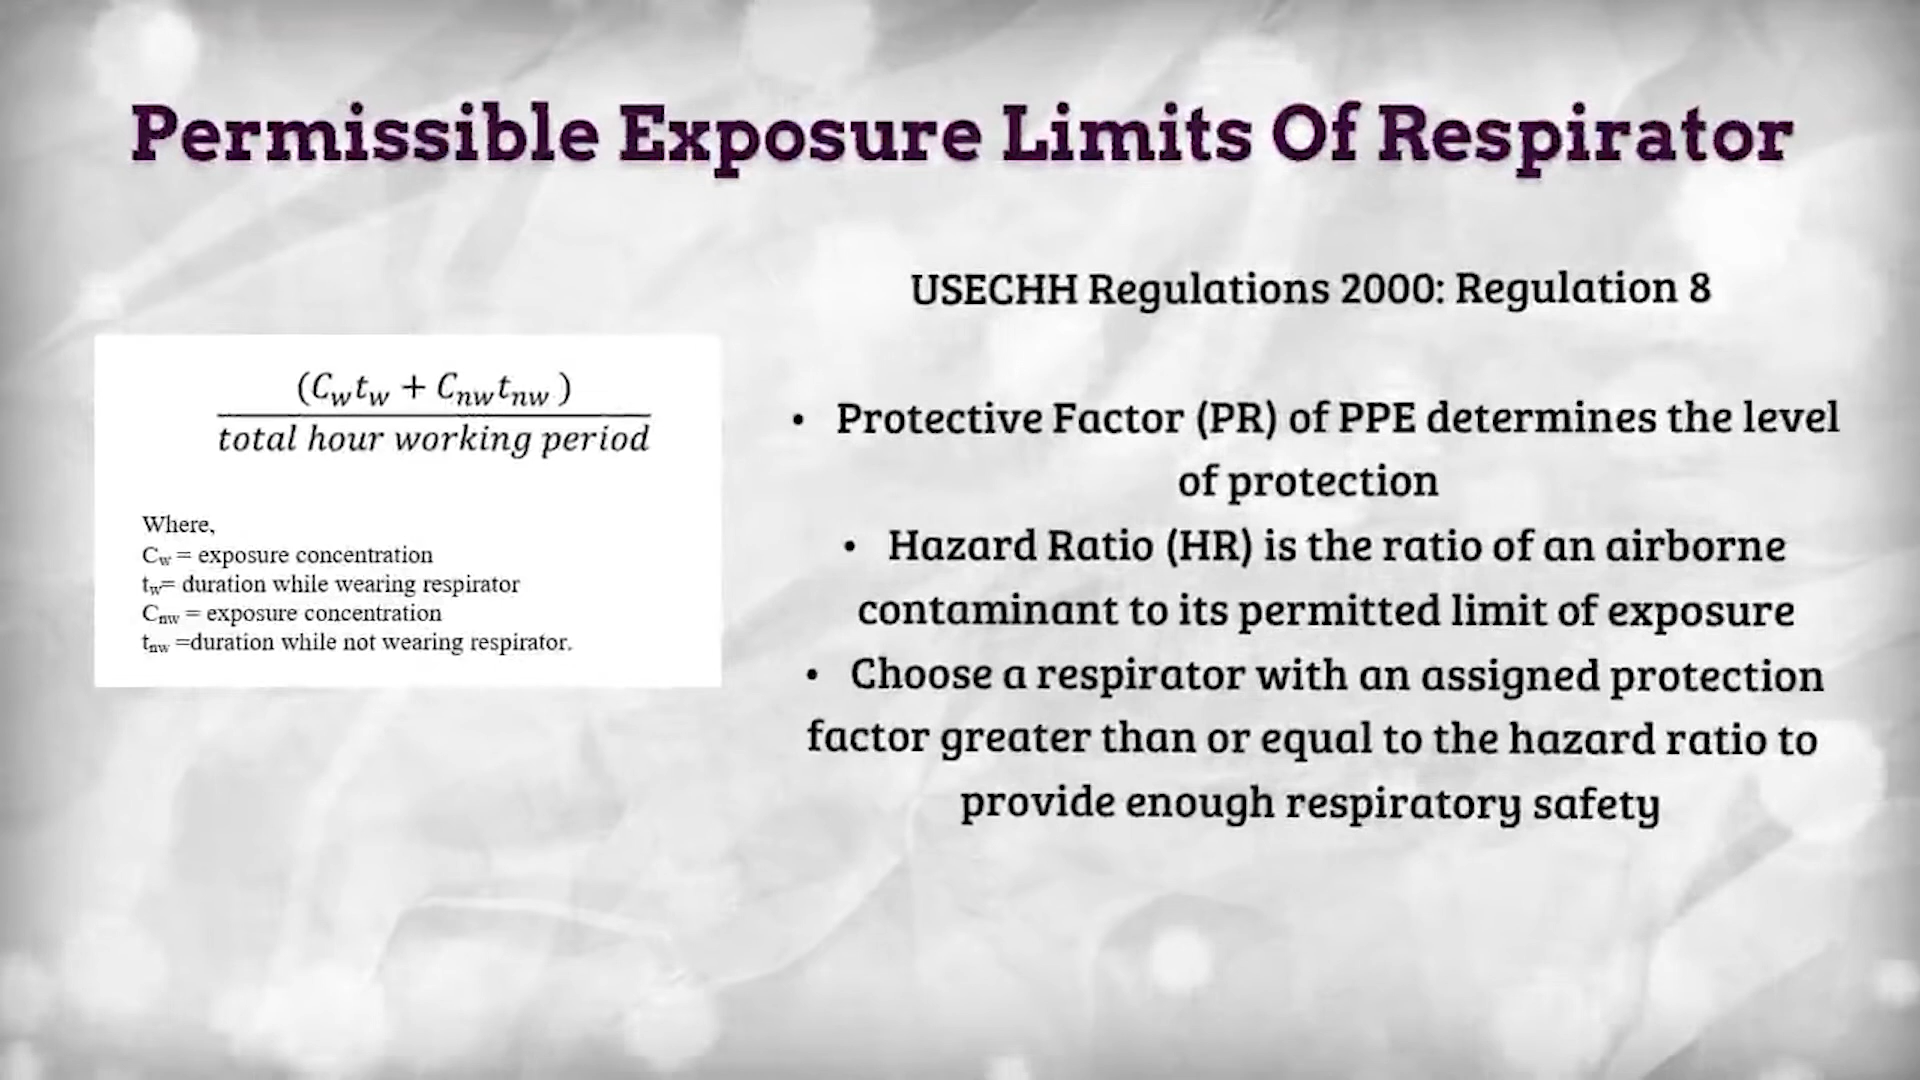 Permissible Exposure Limits Of Respirator
(Cwtw + Cnwtnw )
total hour working period
Where,
Cw = exposure concentration
tw= duration while wearing respirator
Cnw = exposure concentration
tnw =duration while not wearing respirator.
USECHH Regulations 2000: Regulation 8
• Protective Factor (PR) of PPE determines the level
of protection
• Hazard Ratio (HR) is the ratio of an airborne
contaminant to its permitted limit of exposure
• Choose a respirator with an assigned protection
factor greater than or equal to the hazard ratio to
provide enough respiratory safety